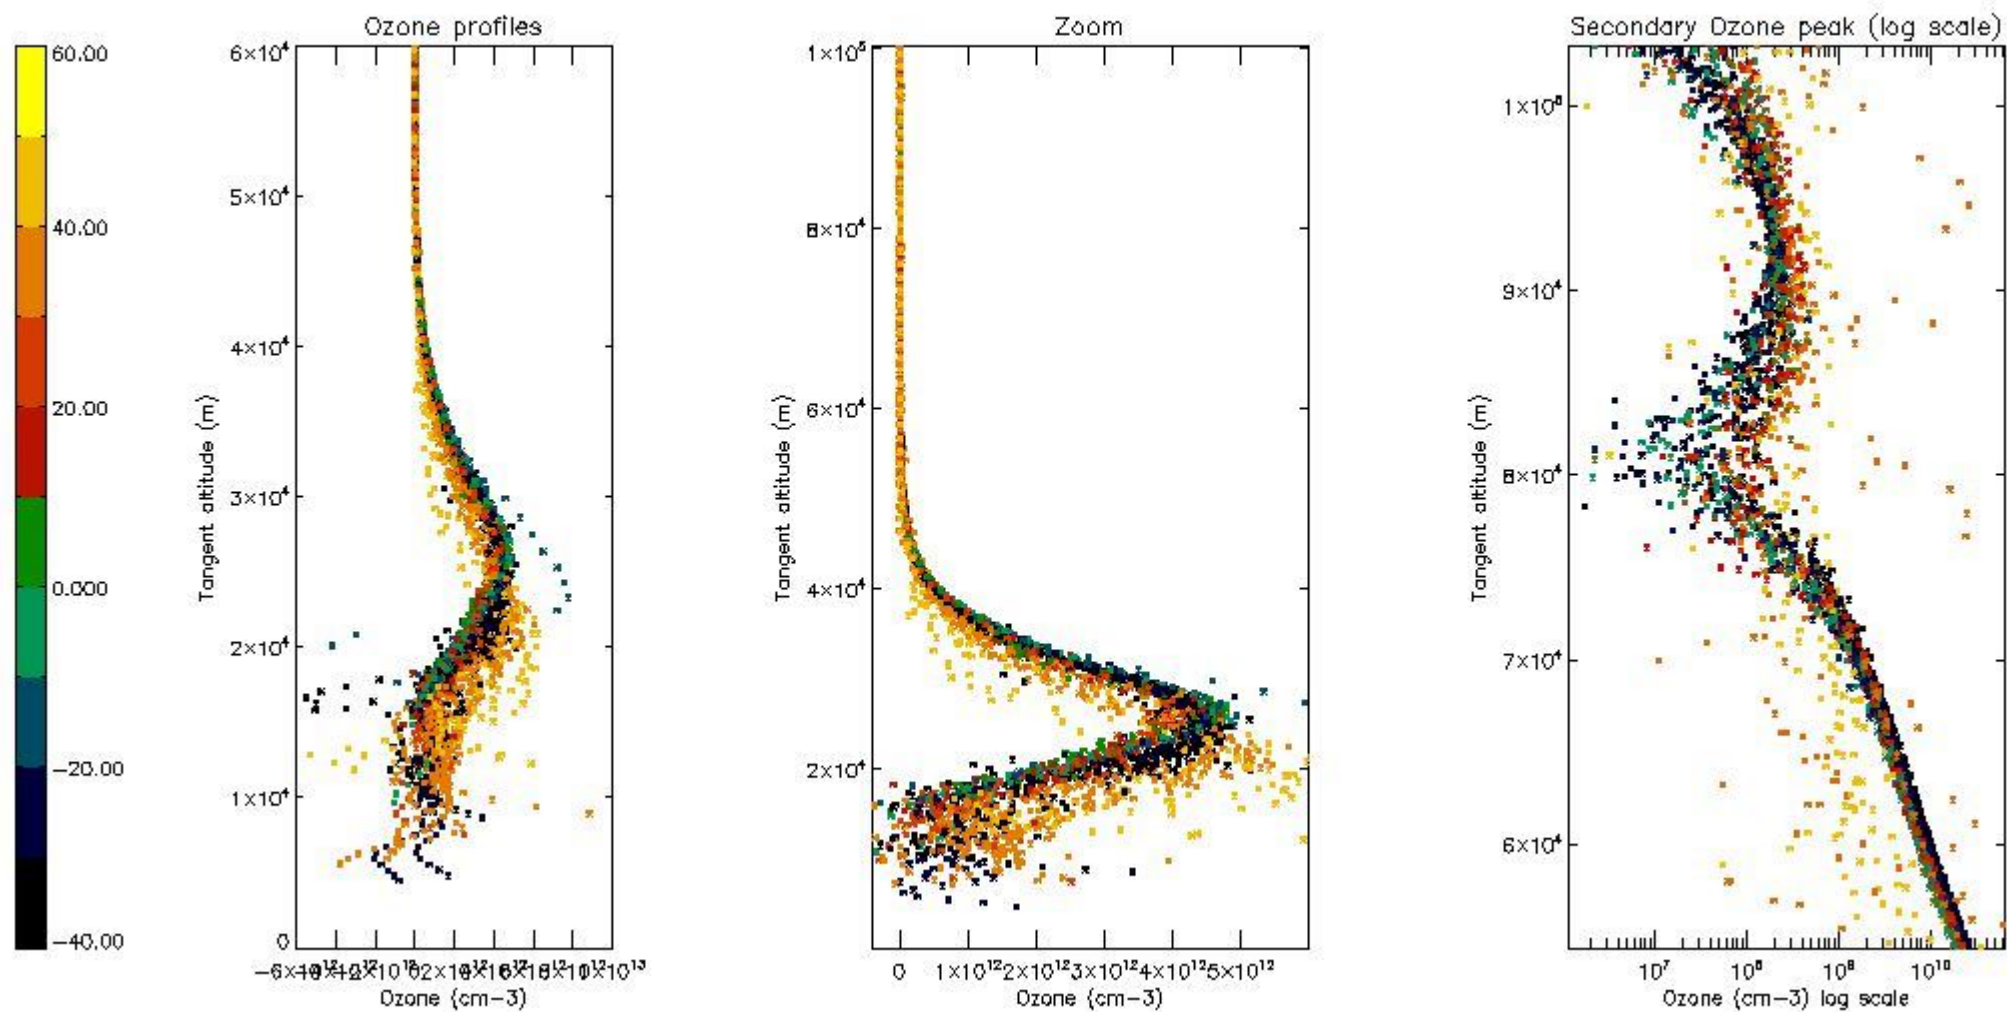 Ozone profiles
Zoom
Secondary Ozone peak (log scale)
60.00
40.00
20.00
0.000
−20.00
−40.00
6×10⁴
5×10⁴
4×10⁴
3×10⁴
2×10⁴
1×10⁴
0
Tangent altitude (m)
Ozone (cm−3)
1×10⁵
8×10⁴
6×10⁴
4×10⁴
2×10⁴
Tangent altitude (m)
0 1×10¹² 2×10¹² 3×10¹² 4×10¹² 5×10¹²
Ozone (cm−3)
9×10⁴
8×10⁴
7×10⁴
6×10⁴
Tangent altitude (m)
10⁷ 10⁸ 10⁹ 10¹⁰
Ozone (cm−3) log scale